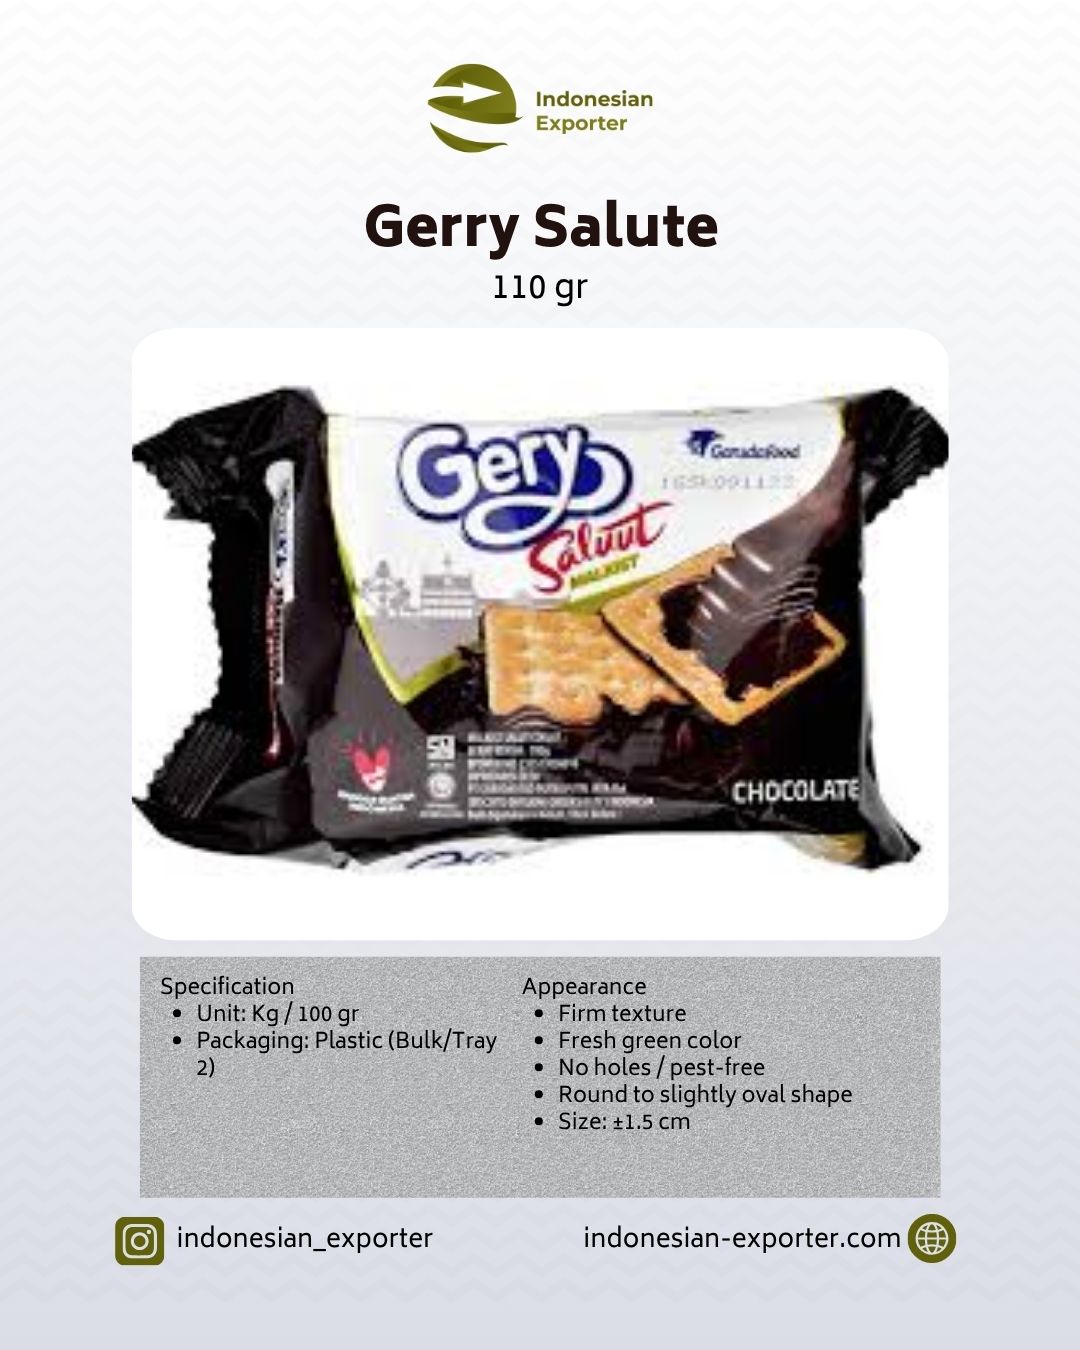 Indonesian
Exporter
Gerry Salute
110 gr
Gery
Saluut
MALKIST
Garudafood
CHOCOLATE
Specification
• Unit: Kg / 100 gr
• Packaging: Plastic (Bulk/Tray
2)
Appearance
• Firm texture
• Fresh green color
• No holes / pest-free
• Round to slightly oval shape
• Size: ±1.5 cm
indonesian_exporter
indonesian-exporter.com